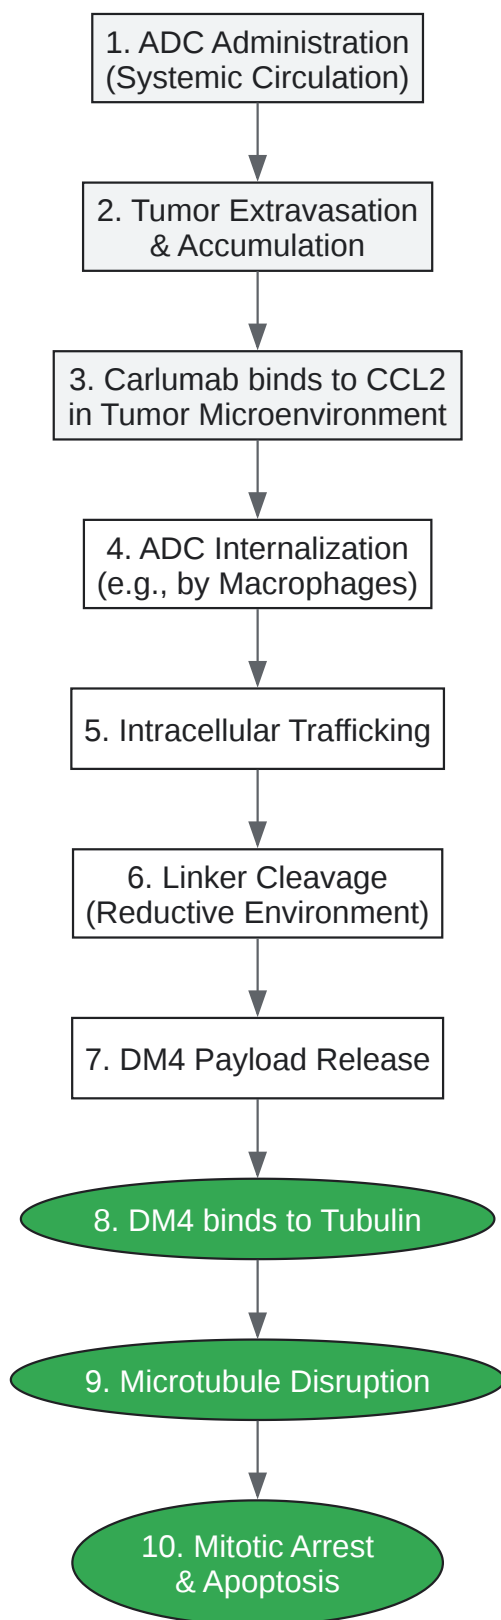 1. ADC Administration
(Systemic Circulation)
2. Tumor Extravasation
& Accumulation
3. Carlumab binds to CCL2
in Tumor Microenvironment
4. ADC Internalization
(e.g., by Macrophages)
5. Intracellular Trafficking
6. Linker Cleavage
(Reductive Environment)
7. DM4 Payload Release
8. DM4 binds to Tubulin
9. Microtubule Disruption
10. Mitotic Arrest
& Apoptosis